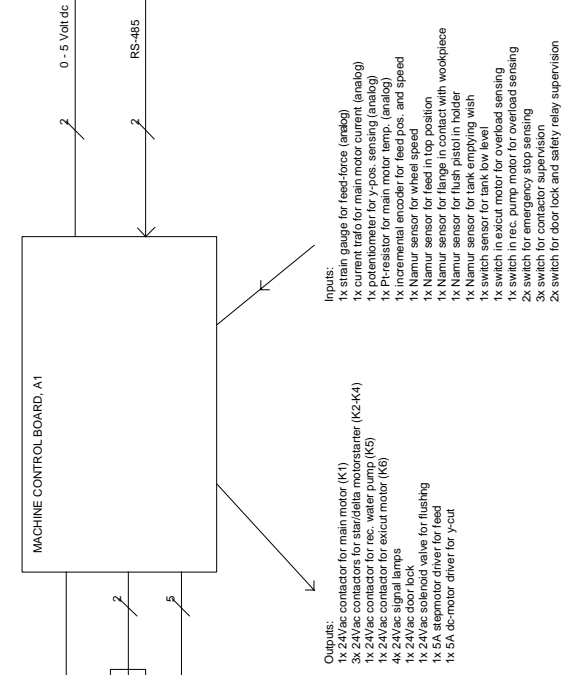 0 - 5 Volt dc
2
RS-485
2
MACHINE CONTROL BOARD, A1
2
5
Inputs:
1x strain gauge for feed-force (analog)
1x current trafo for main motor current (analog)
1x potentiometer for y-pos. sensing (analog)
1x Pt-resistor for main motor temp. (analog)
1x incremental encoder for feed pos. and speed
1x Namur sensor for wheel speed
1x Namur sensor for feed in top position
1x Namur sensor for flange in contact with wookpiece
1x Namur sensor for flush pistol in holder
1x Namur sensor for tank emptying wish
1x switch sensor for tank low level
1x switch in exicut motor for overload sensing
1x switch in rec. pump motor for overload sensing
2x switch for emergency stop sensing
3x switch for contactor supervision
2x switch for door lock and safety relay supervision
Outputs:
1x 24Vac contactor for main motor (K1)
3x 24Vac contactors for star/delta motorstarter (K2-K4)
1x 24Vac contactor for rec. water pump (K5)
1x 24Vac contactor for exicut motor (K6)
4x 24Vac signal lamps
1x 24Vac door lock
1x 24Vac solenoid valve for flushing
1x 5A stepmotor driver for feed
1x 5A dc-motor driver for y-cut